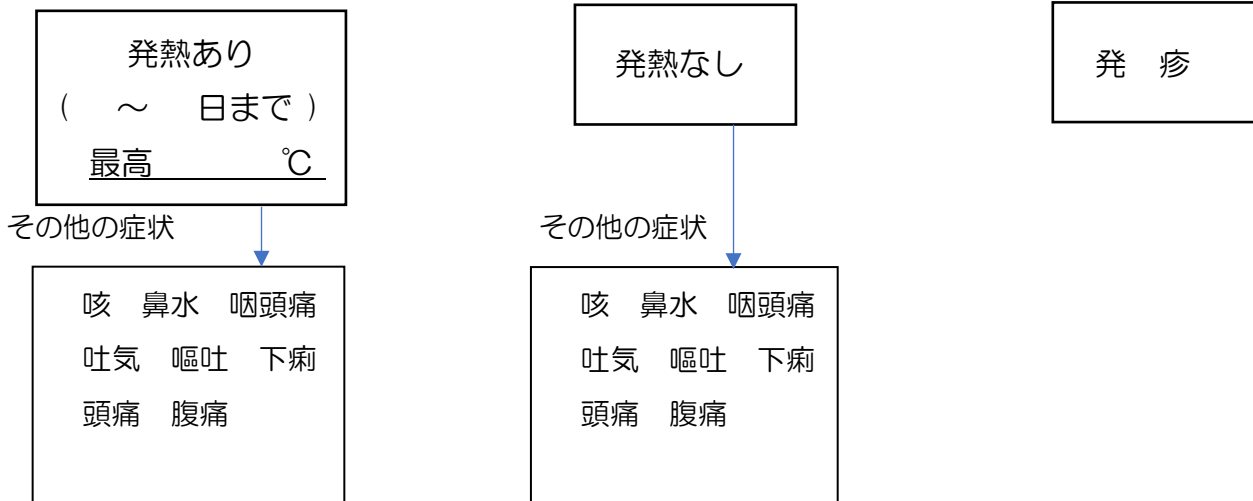 発熱あり
( ～ 日まで )
最高 ℃
その他の症状
咳 鼻水 咽頭痛
吐気 嘔吐 下痢
頭痛 腹痛
発熱なし
その他の症状
咳 鼻水 咽頭痛
吐気 嘔吐 下痢
頭痛 腹痛
発 疹